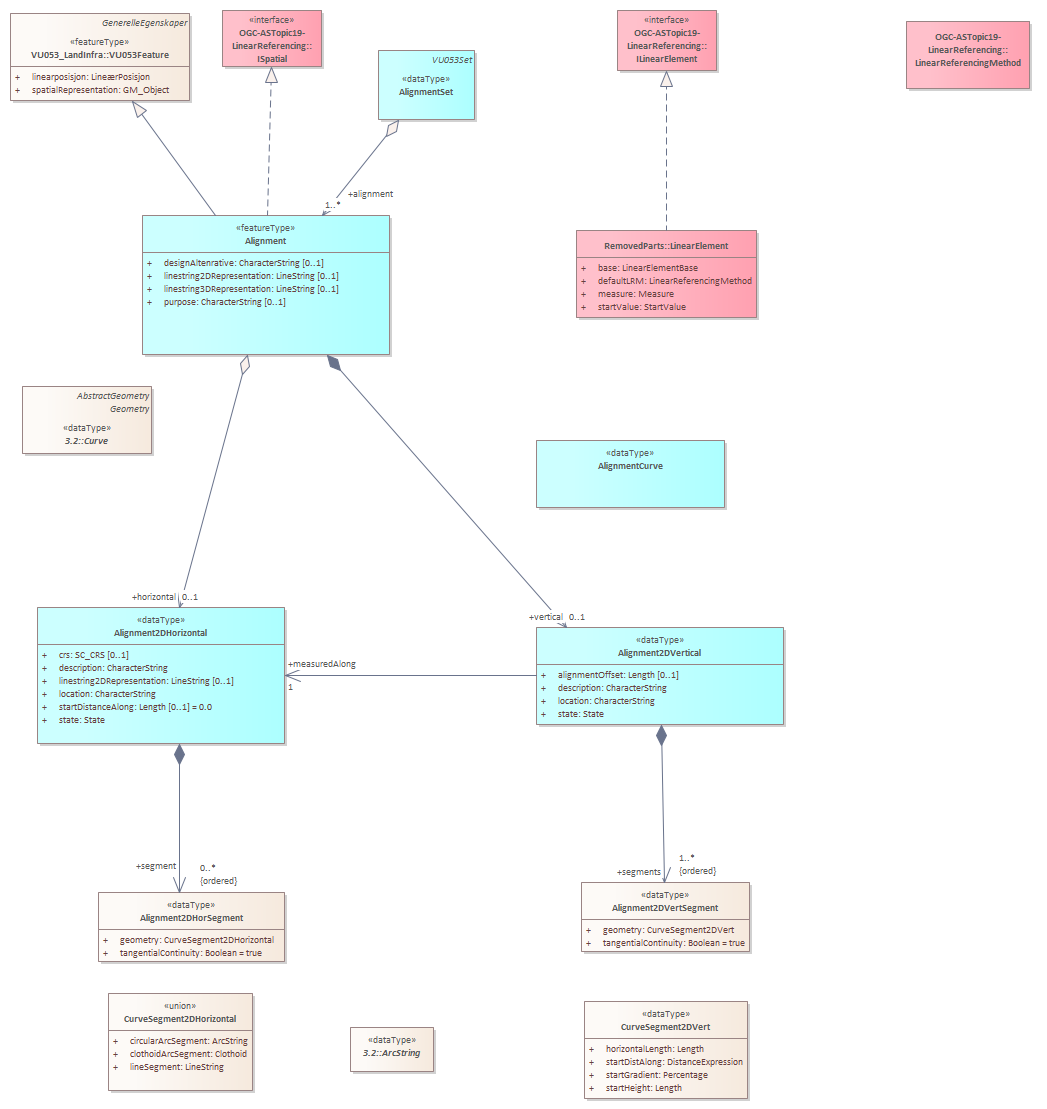 GenerelleEgenskaper
«featureType»
VU053_LandInfra::VU053Feature
+ linearposisjon: LineærPosisjon
+ spatialRepresentation: GM_Object
«interface»
OGC-ASTopic19-
LinearReferencing::
ISpatial
VU053Set
«dataType»
AlignmentSet
«interface»
OGC-ASTopic19-
LinearReferencing::
ILinearElement
OGC-ASTopic19-
LinearReferencing::
LinearReferencingMethod
+alignment
1..*
«featureType»
Alignment
+ designAltenrative: CharacterString [0..1]
+ linestring2DRepresentation: LineString [0..1]
+ linestring3DRepresentation: LineString [0..1]
+ purpose: CharacterString [0..1]
RemovedParts::LinearElement
+ base: LinearElementBase
+ defaultLRM: LinearReferencingMethod
+ measure: Measure
+ startValue: StartValue
AbstractGeometry
Geometry
«dataType»
3.2::Curve
«dataType»
AlignmentCurve
+horizontal 0..1
+vertical 0..1
«dataType»
Alignment2DHorizontal
+ crs: SC_CRS [0..1]
+ description: CharacterString
+ linestring2DRepresentation: LineString [0..1]
+ location: CharacterString
+ startDistanceAlong: Length [0..1] = 0.0
+ state: State
+measuredAlong
1
«dataType»
Alignment2DVertical
+ alignmentOffset: Length [0..1]
+ description: CharacterString
+ location: CharacterString
+ state: State
+segment 0..*
{ordered}
+segments 1..*
{ordered}
«dataType»
Alignment2DHorSegment
+ geometry: CurveSegment2DHorizontal
+ tangentialContinuity: Boolean = true
«dataType»
Alignment2DVertSegment
+ geometry: CurveSegment2DVert
+ tangentialContinuity: Boolean = true
«union»
CurveSegment2DHorizontal
+ circularArcSegment: ArcString
+ clothoidArcSegment: Clothoid
+ lineSegment: LineString
«dataType»
3.2::ArcString
«dataType»
CurveSegment2DVert
+ horizontalLength: Length
+ startDistAlong: DistanceExpression
+ startGradient: Percentage
+ startHeight: Length